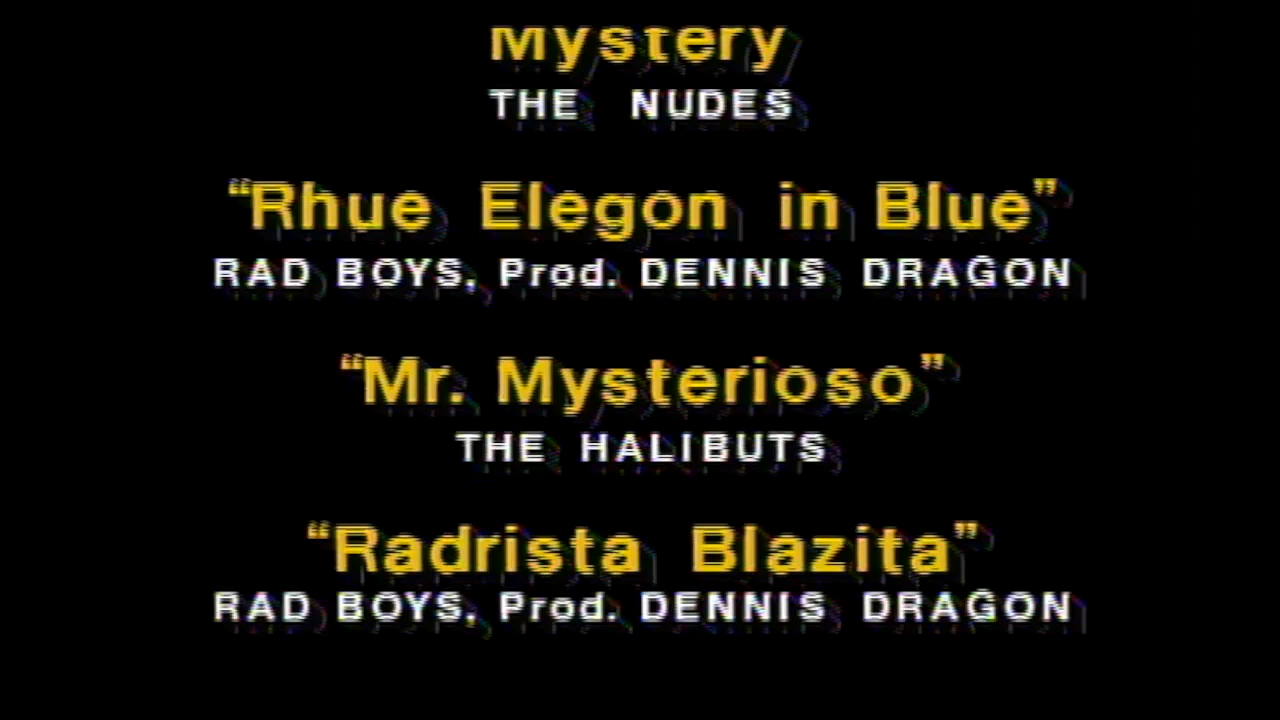 Mystery
THE NUDES
“Rhue Elegon in Blue”
RAD BOYS, Prod. DENNIS DRAGON
“Mr. Mysterioso”
THE HALIBUTS
“Radrista Blazita”
RAD BOYS, Prod. DENNIS DRAGON